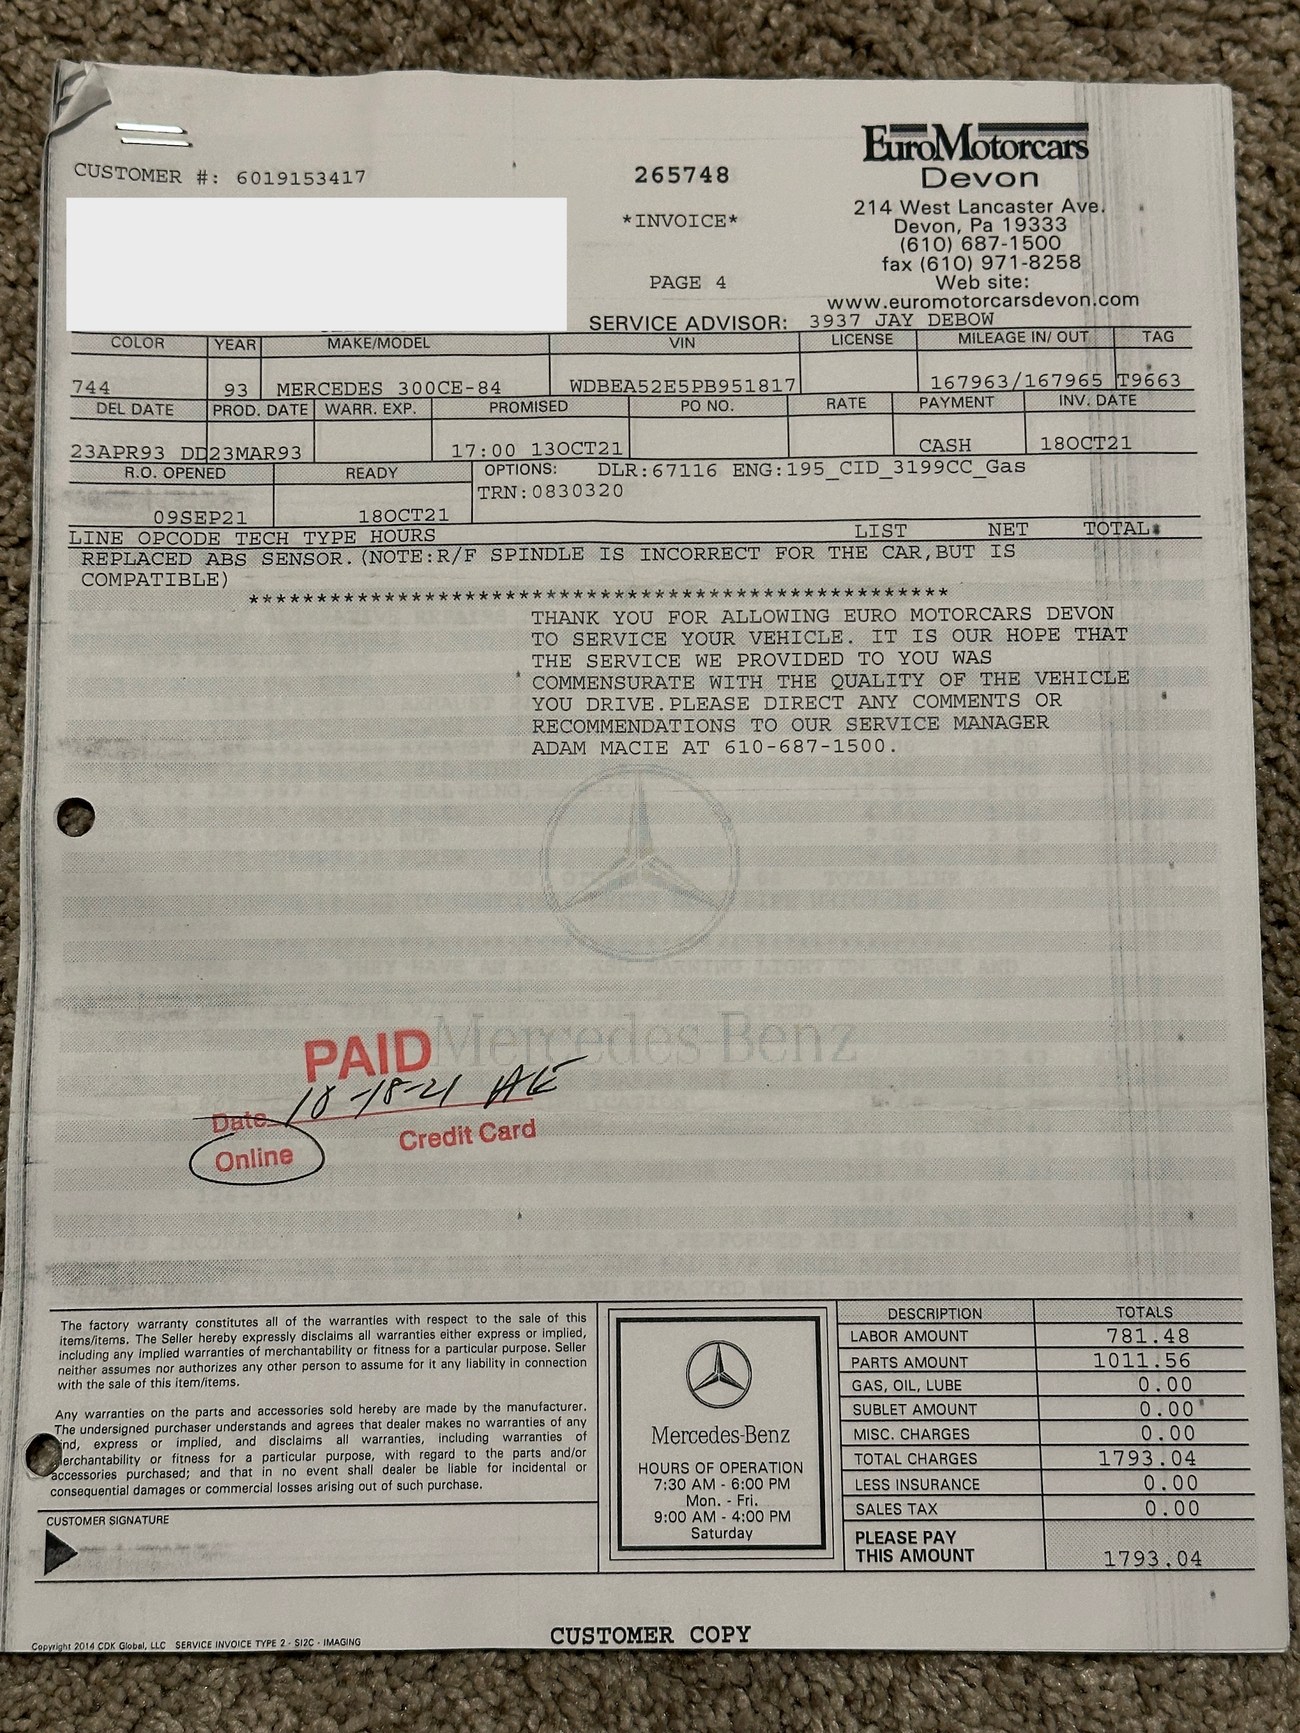 CUSTOMER #: 6019153417
265748
*INVOICE*
PAGE 4
EuroMotorcars
Devon
214 West Lancaster Ave.
Devon, Pa 19333
(610) 687-1500
fax (610) 971-8258
Web site:
www.euromotorcarsdevon.com
SERVICE ADVISOR: 3937 JAY DEBOW
COLOR YEAR MAKE/MODEL VIN LICENSE MILEAGE IN/ OUT TAG
744 93 MERCEDES 300CE-84 WDBEA52E5PB951817 167963/167965 T9663
DEL DATE PROD. DATE WARR. EXP. PROMISED PO NO. RATE PAYMENT INV. DATE
23APR93 DD 23MAR93 17:00 13OCT21 CASH 18OCT21
R.O. OPENED READY OPTIONS: DLR:67116 ENG:195_CID_3199CC_Gas
TRN:0830320
09SEP21 18OCT21
LINE OPCODE TECH TYPE HOURS LIST NET TOTAL
REPLACED ABS SENSOR.(NOTE:R/F SPINDLE IS INCORRECT FOR THE CAR,BUT IS
COMPATIBLE)
****************************************************
THANK YOU FOR ALLOWING EURO MOTORCARS DEVON
TO SERVICE YOUR VEHICLE. IT IS OUR HOPE THAT
THE SERVICE WE PROVIDED TO YOU WAS
COMMENSURATE WITH THE QUALITY OF THE VEHICLE
YOU DRIVE.PLEASE DIRECT ANY COMMENTS OR
RECOMMENDATIONS TO OUR SERVICE MANAGER
ADAM MACIE AT 610-687-1500.
Mercedes-Benz
PAID
Date 10-18-21 AE
Online Credit Card
The factory warranty constitutes all of the warranties with respect to the sale of this
items/items. The Seller hereby expressly disclaims all warranties either express or implied,
including any implied warranties of merchantability or fitness for a particular purpose. Seller
neither assumes nor authorizes any other person to assume for it any liability in connection
with the sale of this item/items.
Any warranties on the parts and accessories sold hereby are made by the manufacturer.
The undersigned purchaser understands and agrees that dealer makes no warranties of any
ind, express or implied, and disclaims all warranties, including warranties of
erchantability or fitness for a particular purpose, with regard to the parts and/or
accessories purchased; and that in no event shall dealer be liable for incidental or
consequential damages or commercial losses arising out of such purchase.
CUSTOMER SIGNATURE
Mercedes-Benz
HOURS OF OPERATION
7:30 AM - 6:00 PM
Mon. - Fri.
9:00 AM - 4:00 PM
Saturday
DESCRIPTION TOTALS
LABOR AMOUNT 781.48
PARTS AMOUNT 1011.56
GAS, OIL, LUBE 0.00
SUBLET AMOUNT 0.00
MISC. CHARGES 0.00
TOTAL CHARGES 1793.04
LESS INSURANCE 0.00
SALES TAX 0.00
PLEASE PAY
THIS AMOUNT 1793.04
Copyright 2014 CDK Global, LLC SERVICE INVOICE TYPE 2 - SI2C - IMAGING
CUSTOMER COPY